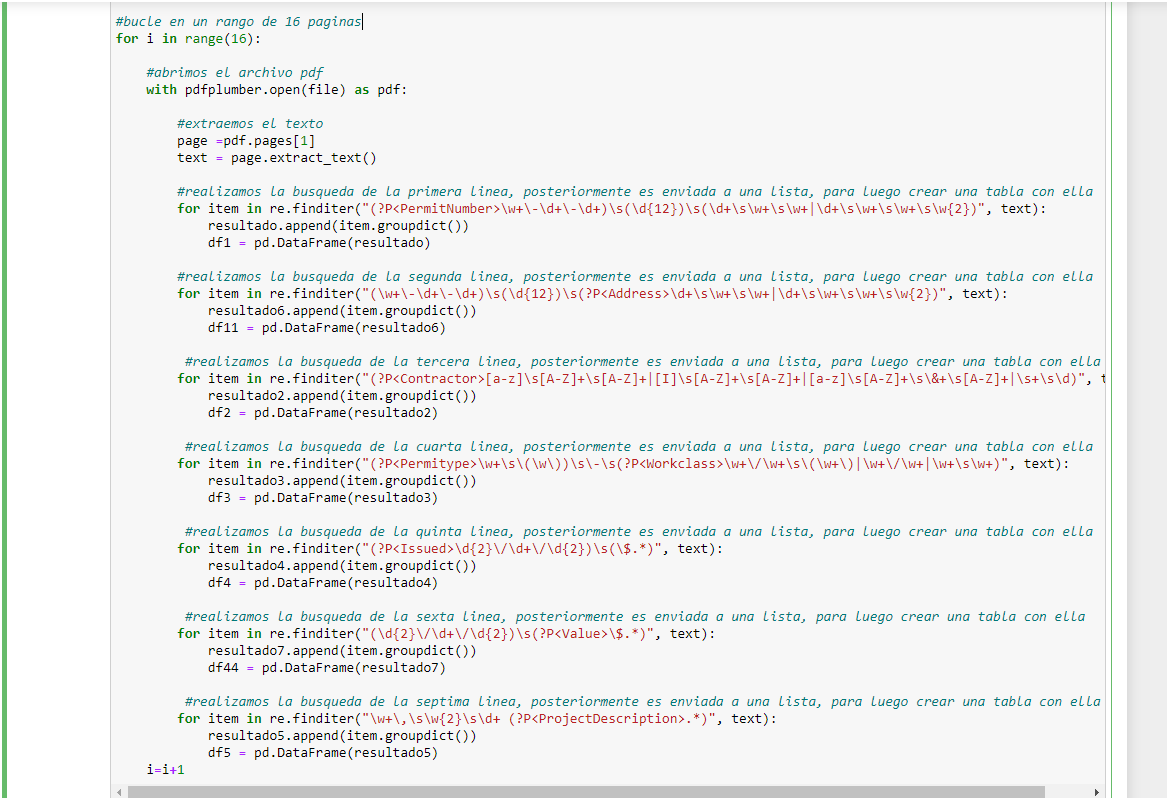 #bucle en un rango de 16 paginas
for i in range(16):
#abrimos el archivo pdf
with pdfplumber.open(file) as pdf:
#extraemos el texto
page =pdf.pages[1]
text = page.extract_text()
#realizamos la busqueda de la primera linea, posteriormente es enviada a una lista, para luego crear una tabla con ella
for item in re.finditer("(?P<PermitNumber>\w+\-\d+\-\d+)\s(\d{12})\s(\d+\s\w+\s\w+|\d+\s\w+\s\w+\s\w{2})", text):
resultado.append(item.groupdict())
df1 = pd.DataFrame(resultado)
#realizamos la busqueda de la segunda linea, posteriormente es enviada a una lista, para luego crear una tabla con ella
for item in re.finditer("(\w+\-\d+\-\d+)\s(\d{12})\s(?P<Address>\d+\s\w+\s\w+|\d+\s\w+\s\w+\s\w{2})", text):
resultado6.append(item.groupdict())
df11 = pd.DataFrame(resultado6)
#realizamos la busqueda de la tercera linea, posteriormente es enviada a una lista, para luego crear una tabla con ella
for item in re.finditer("(?P<Contractor>[a-z]\s[A-Z]+\s[A-Z]+|[I]\s[A-Z]+\s[A-Z]+|[a-z]\s[A-Z]+\s\&+\s[A-Z]+|\s+\s\d)", t
resultado2.append(item.groupdict())
df2 = pd.DataFrame(resultado2)
#realizamos la busqueda de la cuarta linea, posteriormente es enviada a una lista, para luego crear una tabla con ella
for item in re.finditer("(?P<Permitype>\w+\s\(\w\))\s\-\s(?P<Workclass>\w+\/\w+\s\(\w+\)|\w+\/\w+|\w+\s\w+)", text):
resultado3.append(item.groupdict())
df3 = pd.DataFrame(resultado3)
#realizamos la busqueda de la quinta linea, posteriormente es enviada a una lista, para luego crear una tabla con ella
for item in re.finditer("(?P<Issued>\d{2}\/\d+\/\d{2})\s(\$.*)", text):
resultado4.append(item.groupdict())
df4 = pd.DataFrame(resultado4)
#realizamos la busqueda de la sexta linea, posteriormente es enviada a una lista, para luego crear una tabla con ella
for item in re.finditer("(\d{2}\/\d+\/\d{2})\s(?P<Value>\$.*)", text):
resultado7.append(item.groupdict())
df44 = pd.DataFrame(resultado7)
#realizamos la busqueda de la septima linea, posteriormente es enviada a una lista, para luego crear una tabla con ella
for item in re.finditer("\w+\,\s\w{2}\s\d+ (?P<ProjectDescription>.*)", text):
resultado5.append(item.groupdict())
df5 = pd.DataFrame(resultado5)
i=i+1